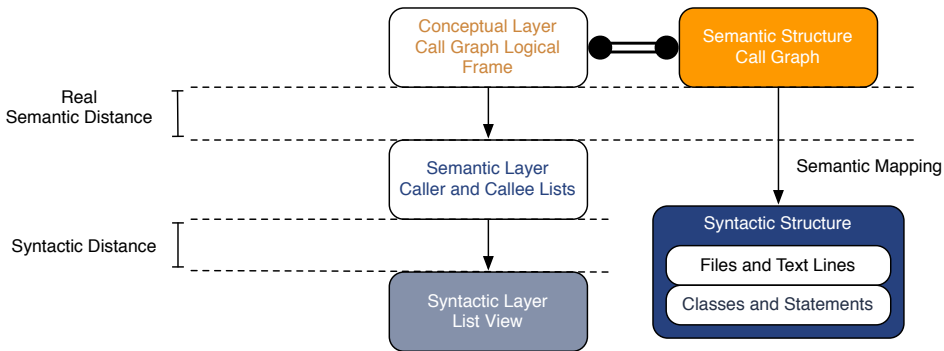 Conceptual Layer
Call Graph Logical
Frame
Semantic Structure
Call Graph
Real
Semantic Distance
Semantic Layer
Caller and Callee Lists
Semantic Mapping
Syntactic Distance
Syntactic Structure
Files and Text Lines
Classes and Statements
Syntactic Layer
List View